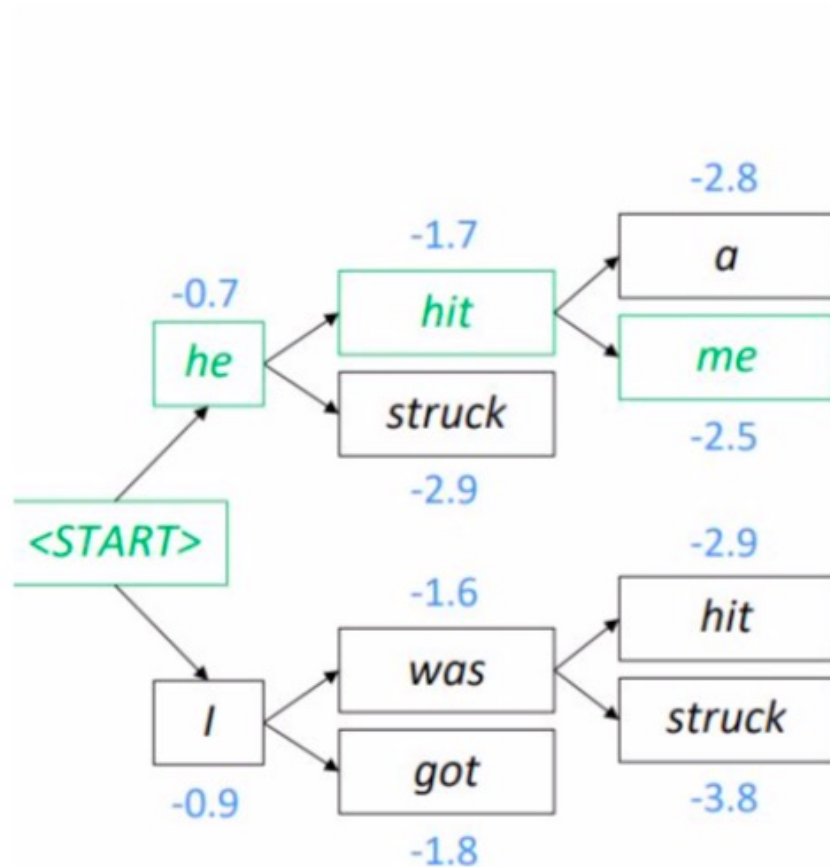 -2.8
-1.7
a
-0.7
hit
he
me
struck
-2.5
-2.9
<START>
-2.9
-1.6
hit
was
I
struck
got
-0.9
-3.8
-1.8